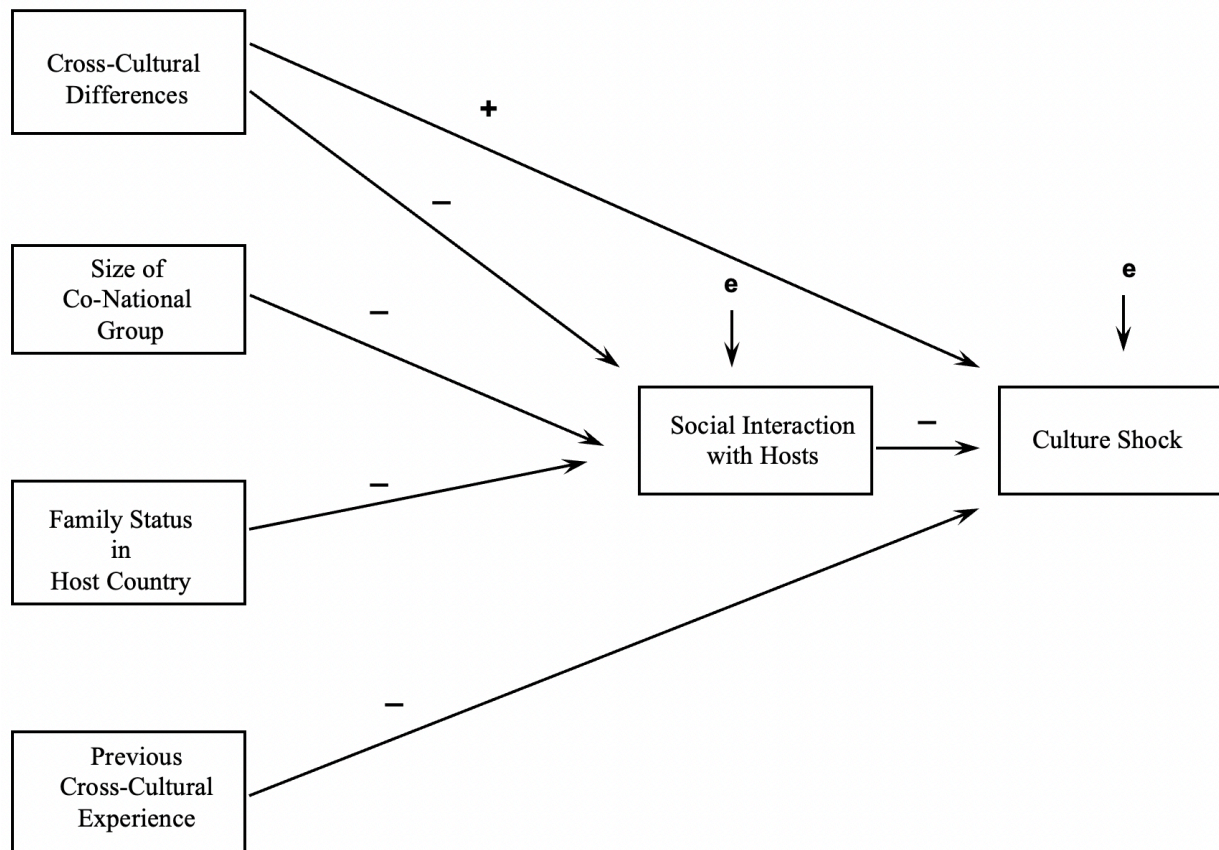 Cross-Cultural
Differences
+
–
Size of
Co-National
Group
–
e
e
Social Interaction
with Hosts
–
Culture Shock
Family Status
in
Host Country
–
–
Previous
Cross-Cultural
Experience